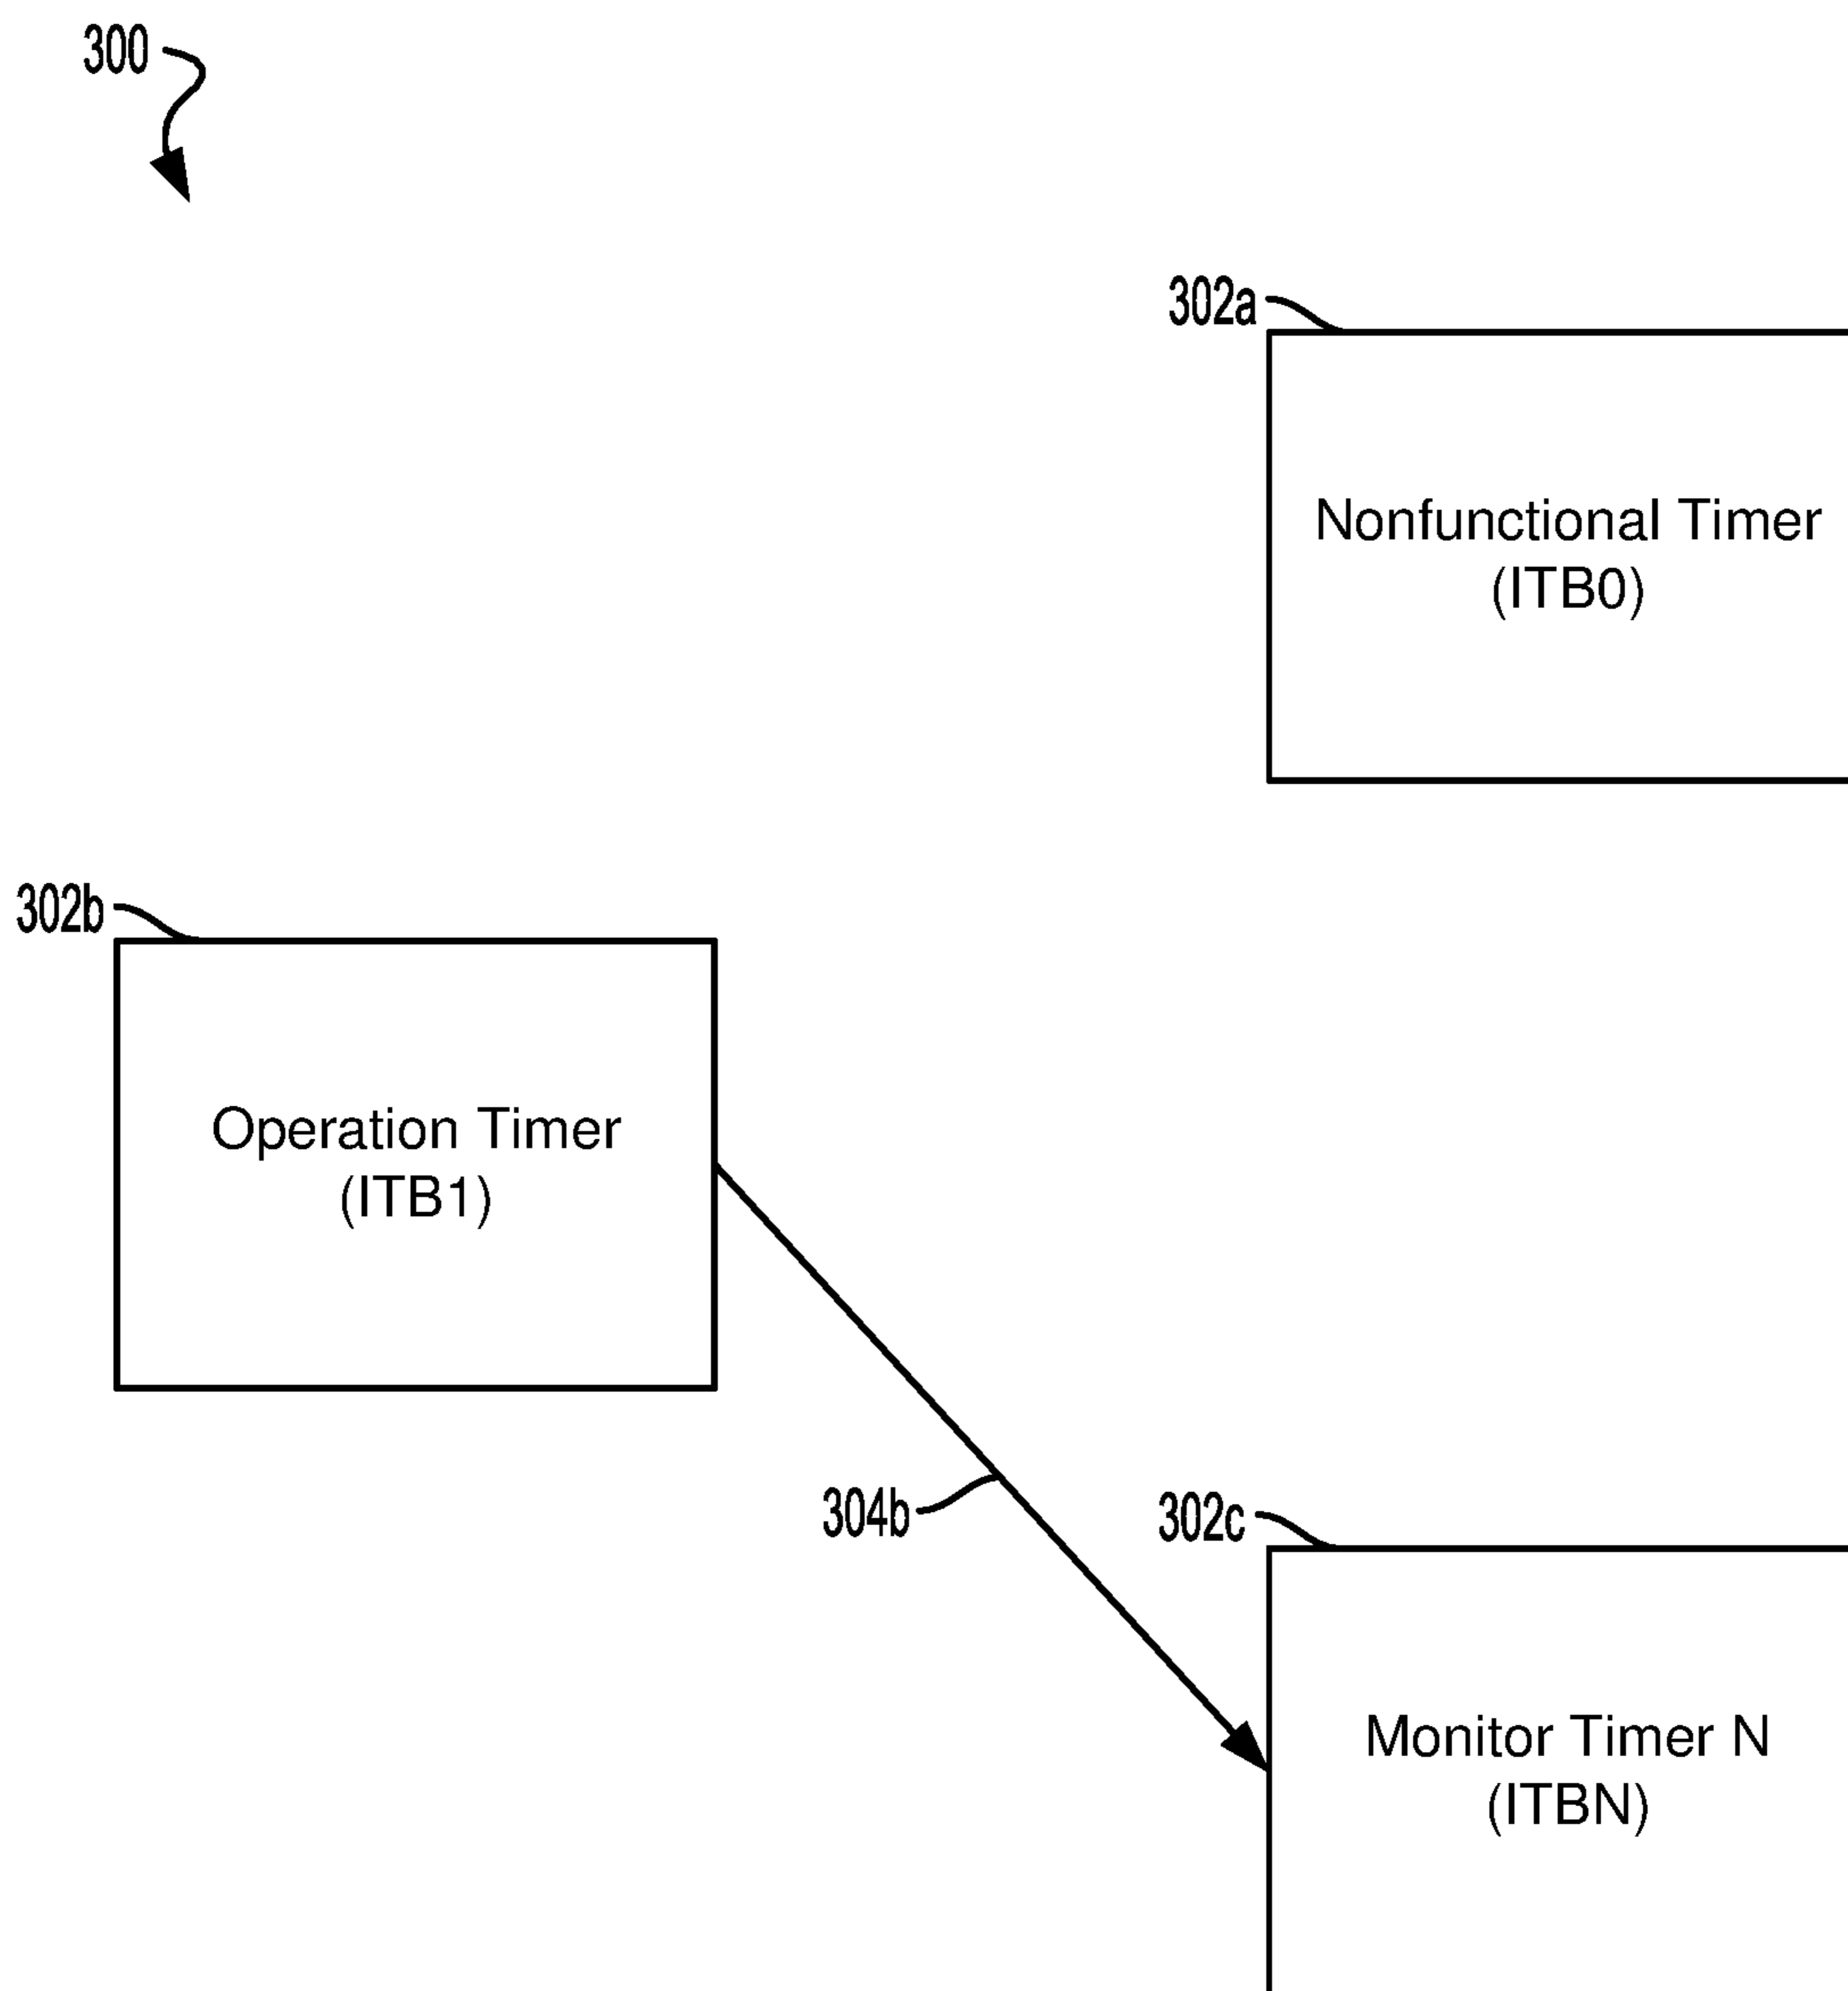 300
302a
Nonfunctional Timer
(ITB0)
302b
Operation Timer
(ITB1)
304b
302c
Monitor Timer N
(ITBN)